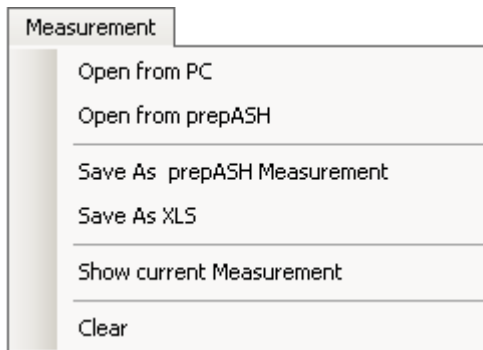 Measurement
Open from PC
Open from prepASH
Save As  prepASH Measurement
Save As XLS
Show current Measurement
Clear